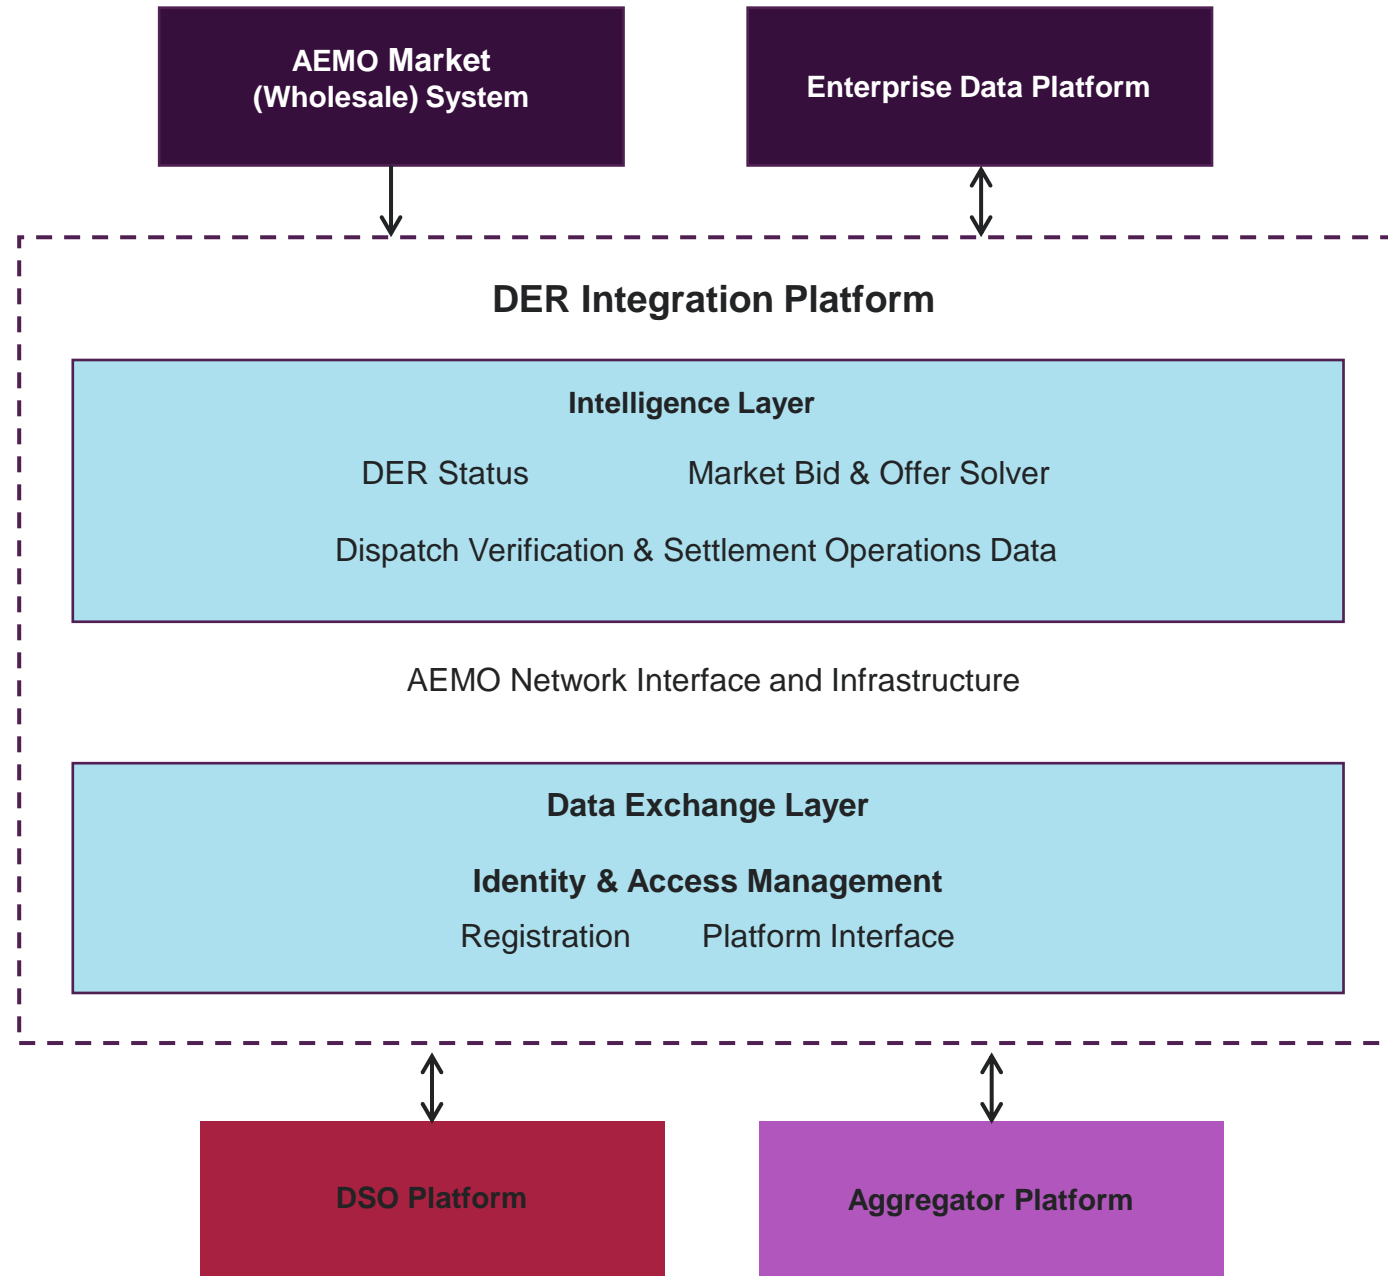 AEMO Market
(Wholesale) System
Enterprise Data Platform
DER Integration Platform
Intelligence Layer
DER Status Market Bid & Offer Solver
Dispatch Verification & Settlement Operations Data
AEMO Network Interface and Infrastructure
Data Exchange Layer
Identity & Access Management
Registration Platform Interface
DSO Platform
Aggregator Platform